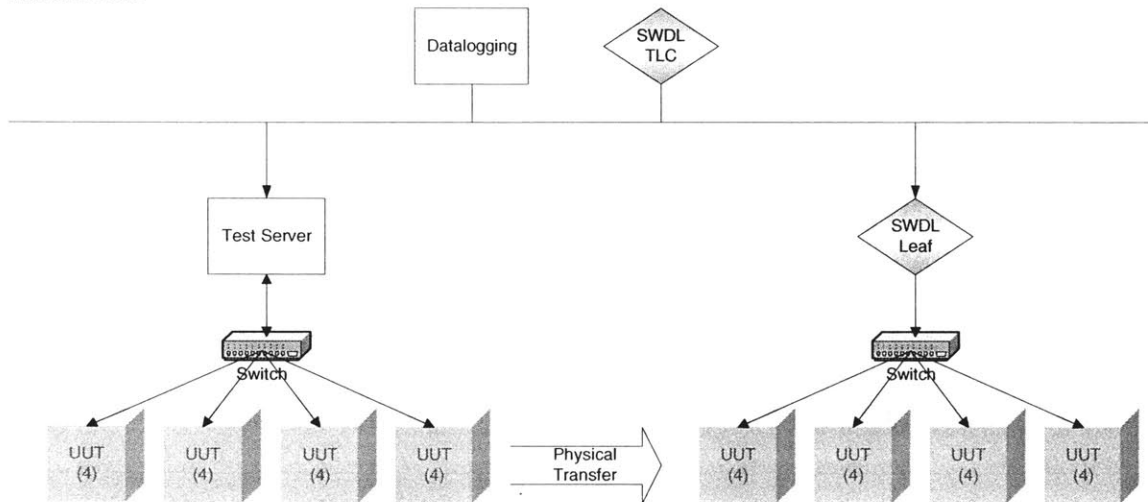 Datalogging
SWDL
TLC
Test Server
SWDL
Leaf
Switch
Switch
UUT
(4)
UUT
(4)
UUT
(4)
UUT
(4)
Physical
Transfer
UUT
(4)
UUT
(4)
UUT
(4)
UUT
(4)